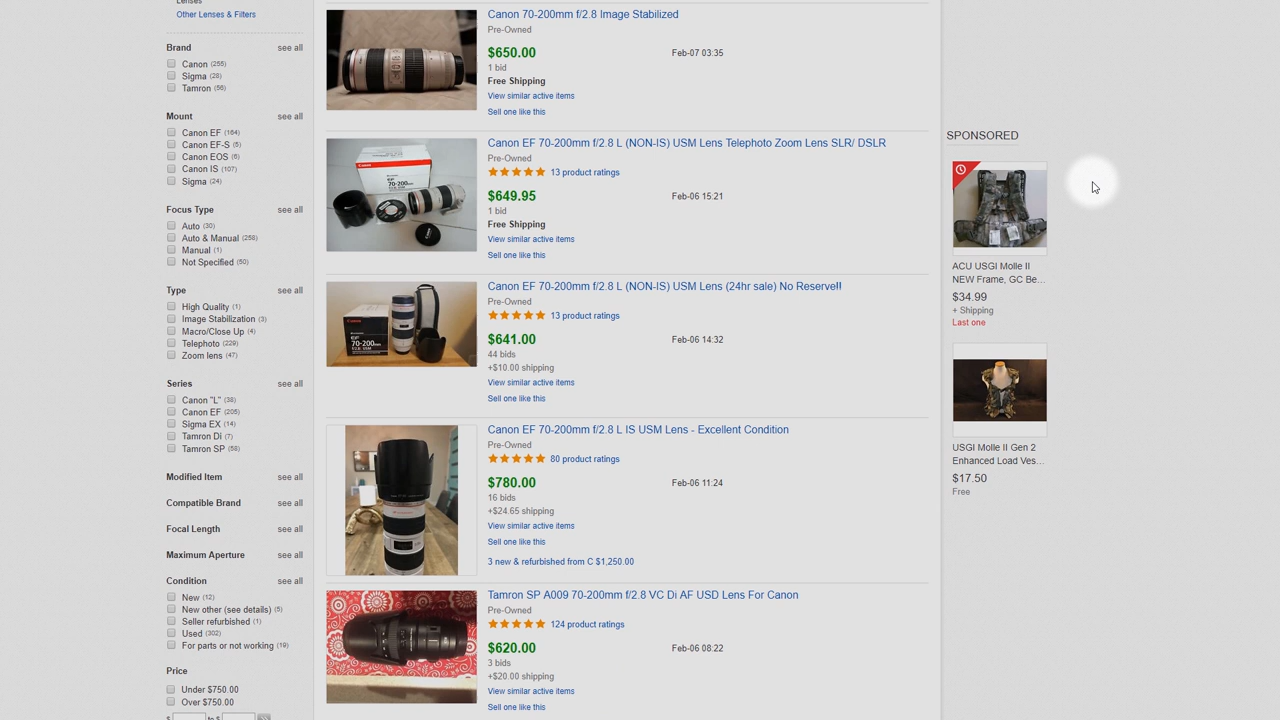 Lenses
Other Lenses & Filters
Brand see all
Canon (255)
Sigma (28)
Tamron (56)
Mount see all
Canon EF (164)
Canon EF-S (5)
Canon EOS (6)
Canon IS (107)
Sigma (24)
Focus Type see all
Auto (30)
Auto & Manual (258)
Manual (1)
Not Specified (50)
Type see all
High Quality (1)
Image Stabilization (3)
Macro/Close Up (4)
Telephoto (229)
Zoom lens (47)
Series see all
Canon "L" (38)
Canon EF (205)
Sigma EX (14)
Tamron Di (7)
Tamron SP (58)
Modified Item see all
Compatible Brand see all
Focal Length see all
Maximum Aperture see all
Condition see all
New (12)
New other (see details) (5)
Seller refurbished (1)
Used (302)
For parts or not working (19)
Price
Under $750.00
Over $750.00
$ to $
Canon 70-200mm f/2.8 Image Stabilized
Pre-Owned
$650.00 Feb-07 03:35
1 bid
Free Shipping
View similar active items
Sell one like this
Canon EF 70-200mm f/2.8 L (NON-IS) USM Lens Telephoto Zoom Lens SLR/ DSLR
Pre-Owned
13 product ratings
$649.95 Feb-06 15:21
1 bid
Free Shipping
View similar active items
Sell one like this
Canon EF 70-200mm f/2.8 L (NON-IS) USM Lens (24hr sale) No Reserve!!
Pre-Owned
13 product ratings
$641.00 Feb-06 14:32
44 bids
+$10.00 shipping
View similar active items
Sell one like this
Canon EF 70-200mm f/2.8 L IS USM Lens - Excellent Condition
Pre-Owned
80 product ratings
$780.00 Feb-06 11:24
16 bids
+$24.65 shipping
View similar active items
Sell one like this
3 new & refurbished from C $1,250.00
Tamron SP A009 70-200mm f/2.8 VC Di AF USD Lens For Canon
Pre-Owned
124 product ratings
$620.00 Feb-06 08:22
3 bids
+$20.00 shipping
View similar active items
Sell one like this
SPONSORED
ACU USGI Molle II
NEW Frame, GC Be...
$34.99
+ Shipping
Last one
USGI Molle II Gen 2
Enhanced Load Ves...
$17.50
Free